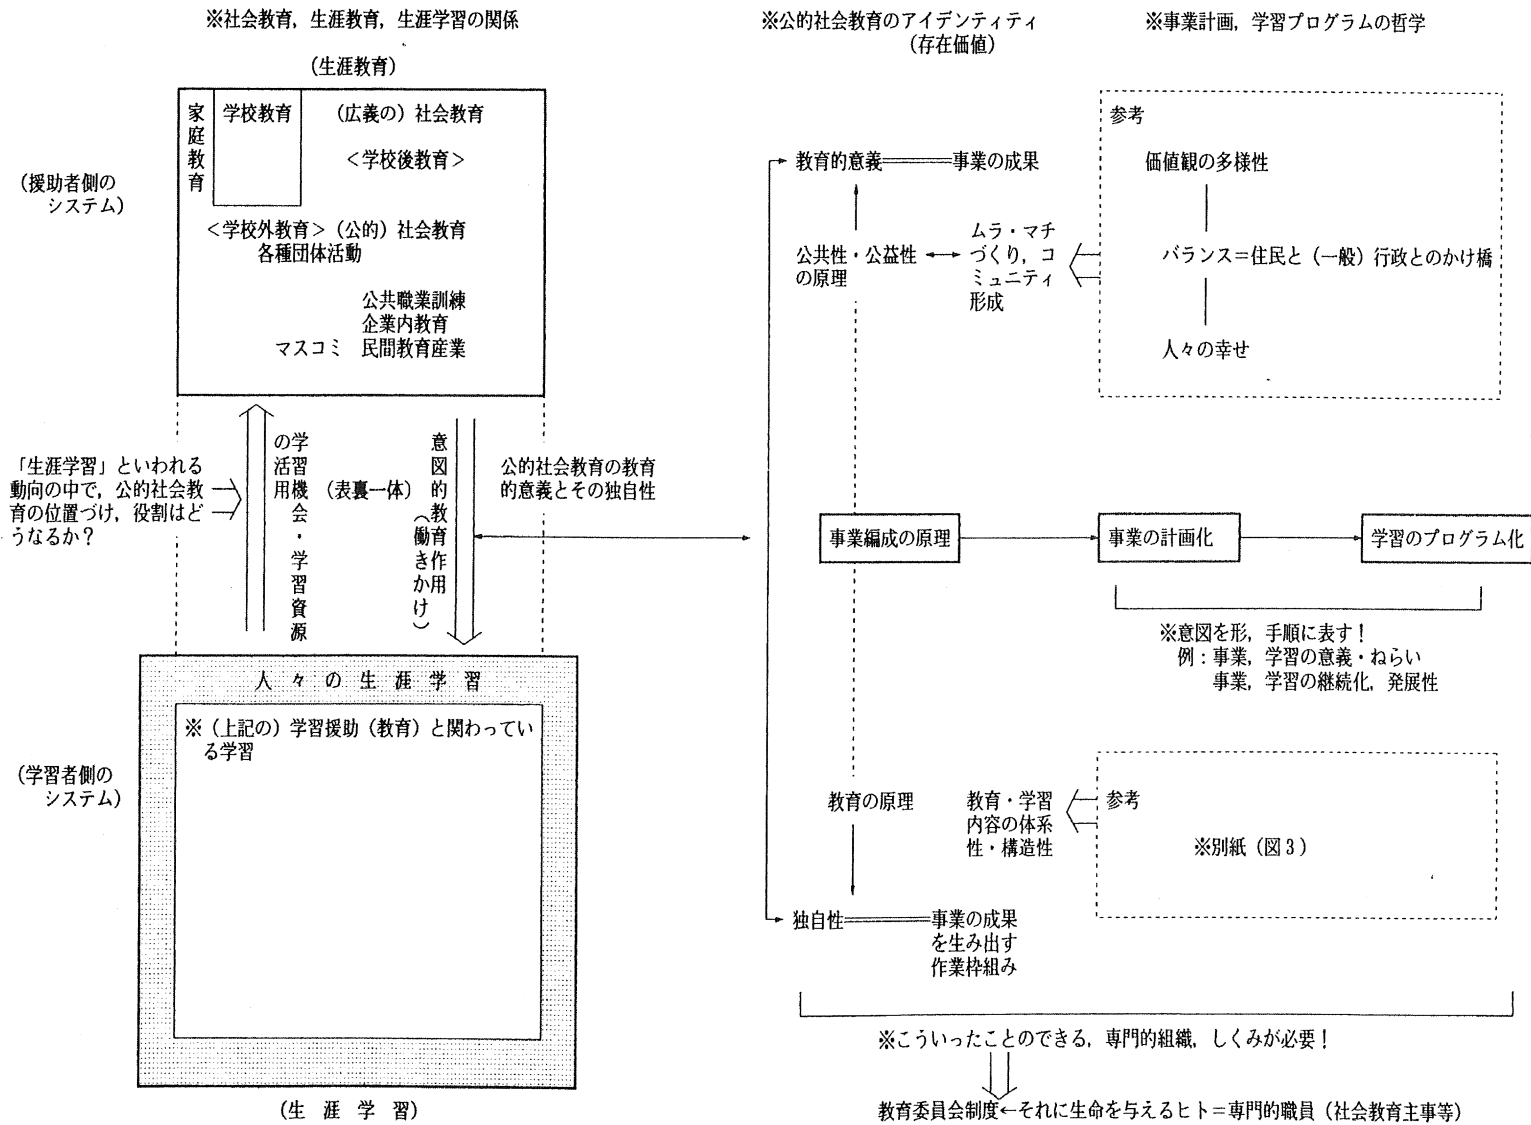 ※社会教育，生涯教育，生涯学習の関係
（生涯教育）
家庭教育
学校教育
（広義の）社会教育
＜学校後教育＞
（援助者側の
システム）
＜学校外教育＞（公的）社会教育
各種団体活動
公共職業訓練
企業内教育
マスコミ　民間教育産業
「生涯学習」といわれる
動向の中で，公的社会教
育の位置づけ，役割はど
うなるか？
学習機会・学習資源
の活用
（表裏一体）
意図的教育作用
（働きかけ）
公的社会教育の教育
的意義とその独自性
人々の生涯学習
※（上記の）学習援助（教育）と関わってい
る学習
（学習者側の
システム）
（生涯学習）
※公的社会教育のアイデンティティ
（存在価値）
教育的意義
事業の成果
公共性・公益性
の原理
ムラ・マチ
づくり，コ
ミュニティ
形成
事業編成の原理
教育の原理
教育・学習
内容の体系
性・構造性
独自性
事業の成果
を生み出す
作業枠組み
※事業計画，学習プログラムの哲学
参考
価値観の多様性
バランス＝住民と（一般）行政とのかけ橋
人々の幸せ
事業の計画化
学習のプログラム化
※意図を形，手順に表す！
例：事業，学習の意義・ねらい
事業，学習の継続化，発展性
参考
※別紙（図３）
※こういったことのできる，専門的組織，しくみが必要！
教育委員会制度←それに生命を与えるヒト＝専門的職員（社会教育主事等）